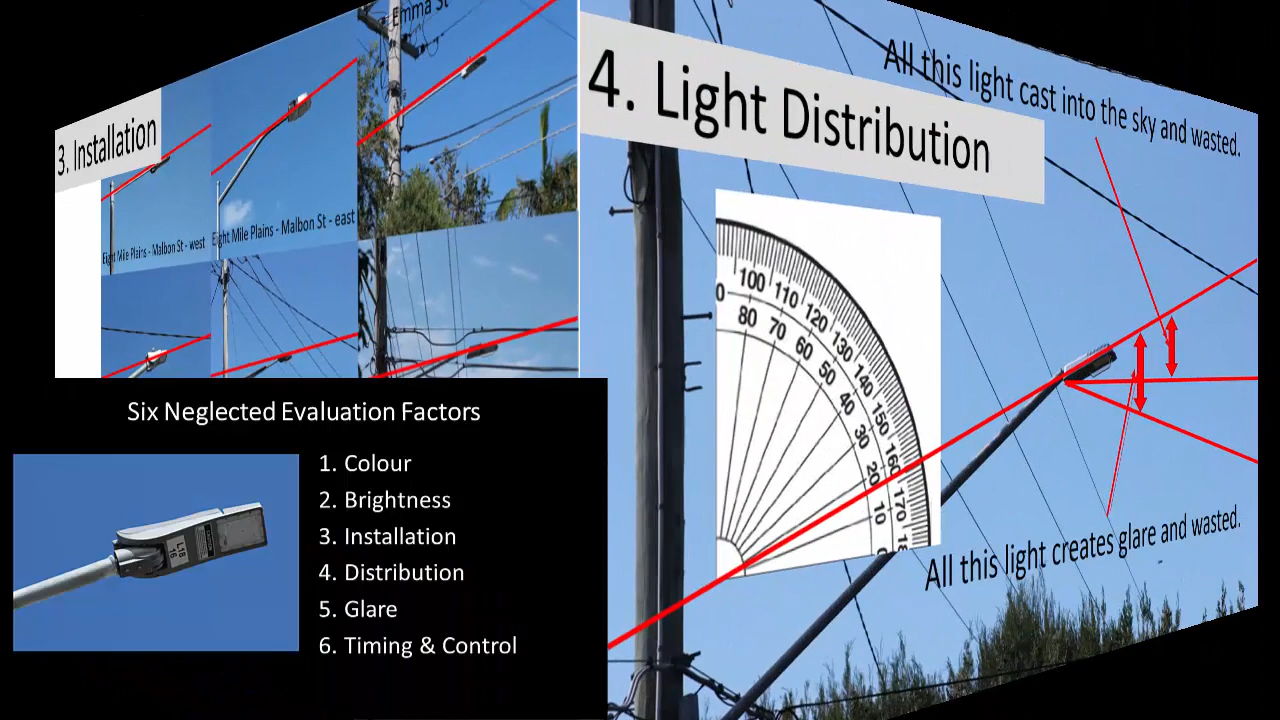 Emma St
3. Installation
Eight Mile Plains - Malbon St - west
Eight Mile Plains - Malbon St - east
4. Light Distribution
All this light cast into the sky and wasted.
100 110 120 130 140 150 160 170
80 70 60 50 40 30 20 10
All this light creates glare and wasted.
Six Neglected Evaluation Factors
1. Colour
2. Brightness
3. Installation
4. Distribution
5. Glare
6. Timing & Control
L18
16